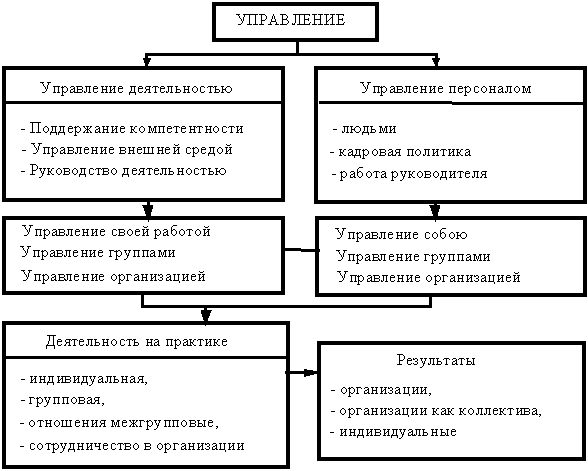 УПРАВЛЕНИЕ
Управление деятельностью
- Поддержание компетентности
- Управление внешней средой
- Руководство деятельностью
Управление персоналом
- людьми
- кадровая политика
- работа руководителя
Управление своей работой
Управление группами
Управление организацией
Управление собою
Управление группами
Управление организацией
Деятельность на практике
- индивидуальная,
- групповая,
- отношения межгрупповые,
- сотрудничество в организации
Результаты
- организации,
- организации как коллектива,
- индивидуальные